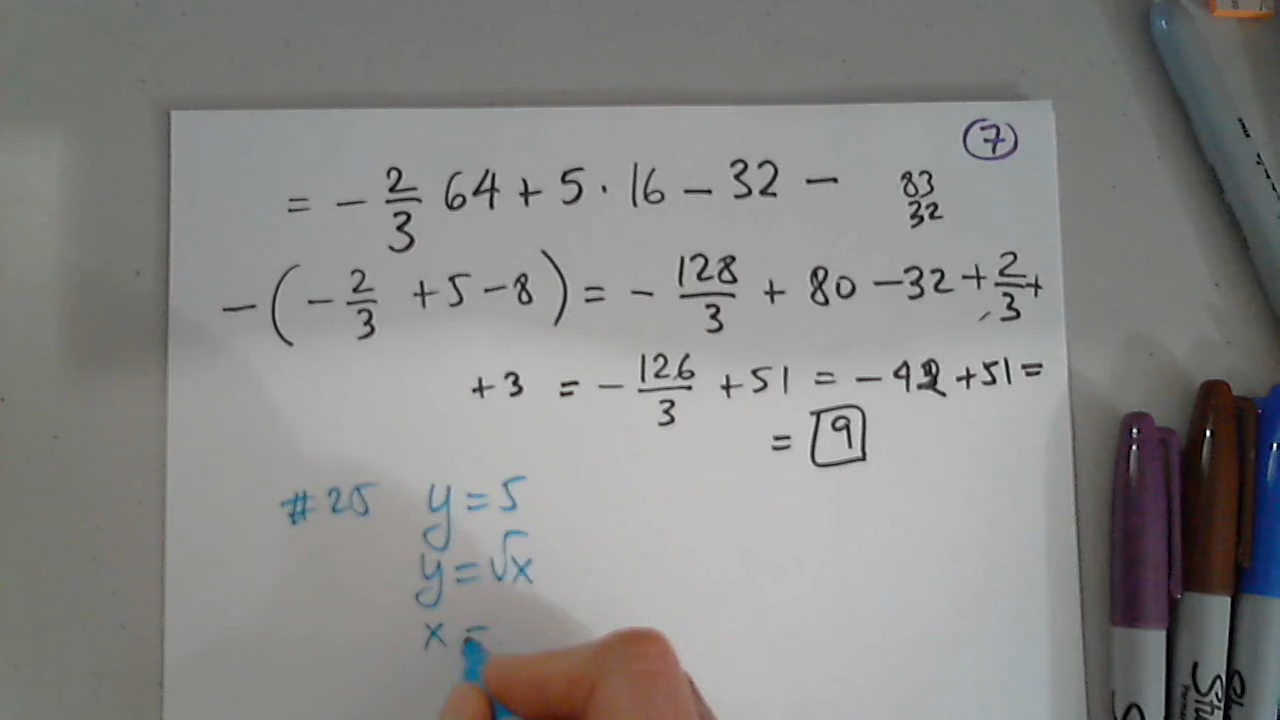 7
= - 2/3 64 + 5 · 16 - 32 -
83
32
- ( - 2/3 + 5 - 8 ) = - 128/3 + 80 - 32 + 2/3 +
+ 3 = - 126/3 + 51 = - 42 + 51 =
= 9
# 25 y = 5
y = √x
x